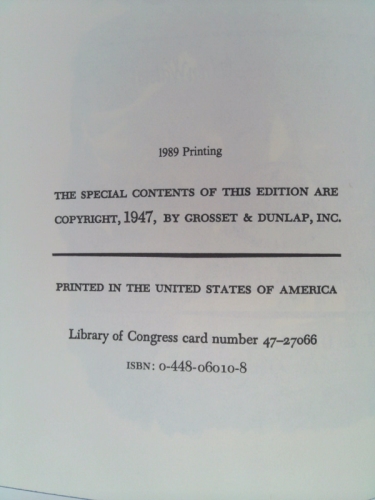 1989 Printing
THE SPECIAL CONTENTS OF THIS EDITION ARE
COPYRIGHT, 1947, BY GROSSET & DUNLAP, INC.
PRINTED IN THE UNITED STATES OF AMERICA
Library of Congress card number 47–27066
ISBN: 0-448-06010-8